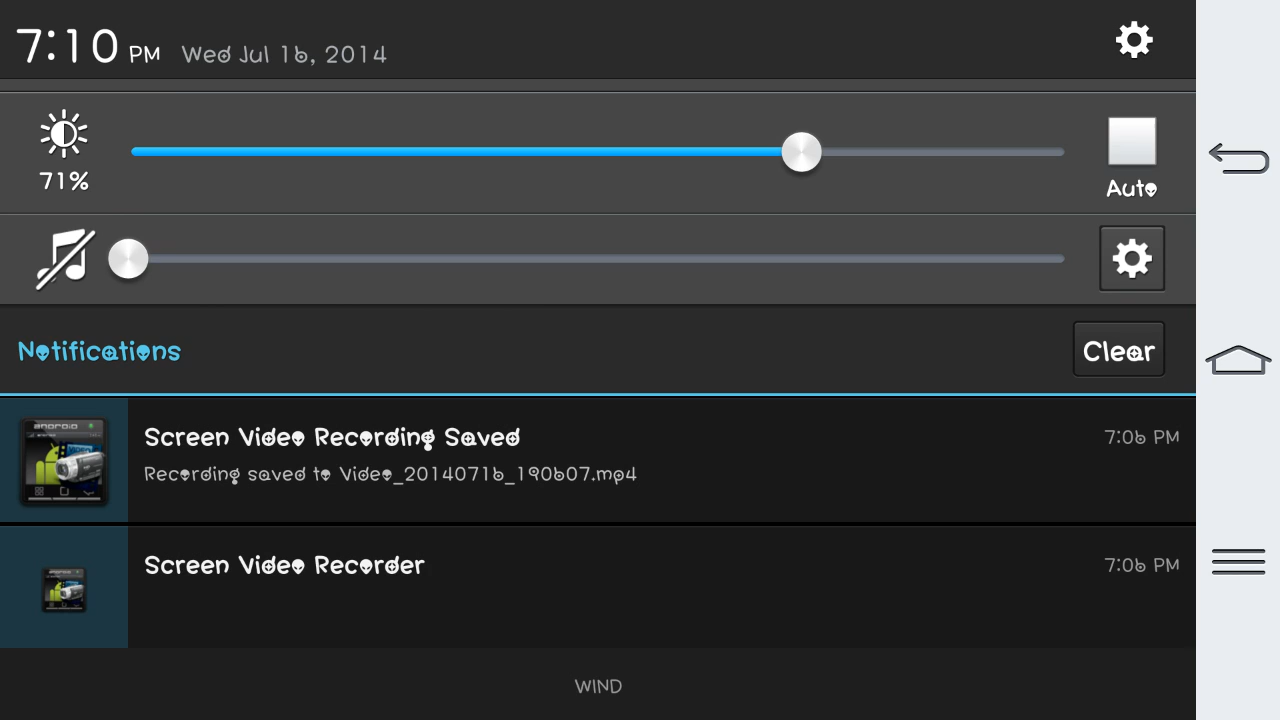 7:10 PM Wed Jul 16, 2014
71%
Auto
Notifications
Clear
Screen Video Recording Saved
7:06 PM
Recording saved to Video_20140716_190607.mp4
Screen Video Recorder
7:06 PM
WIND